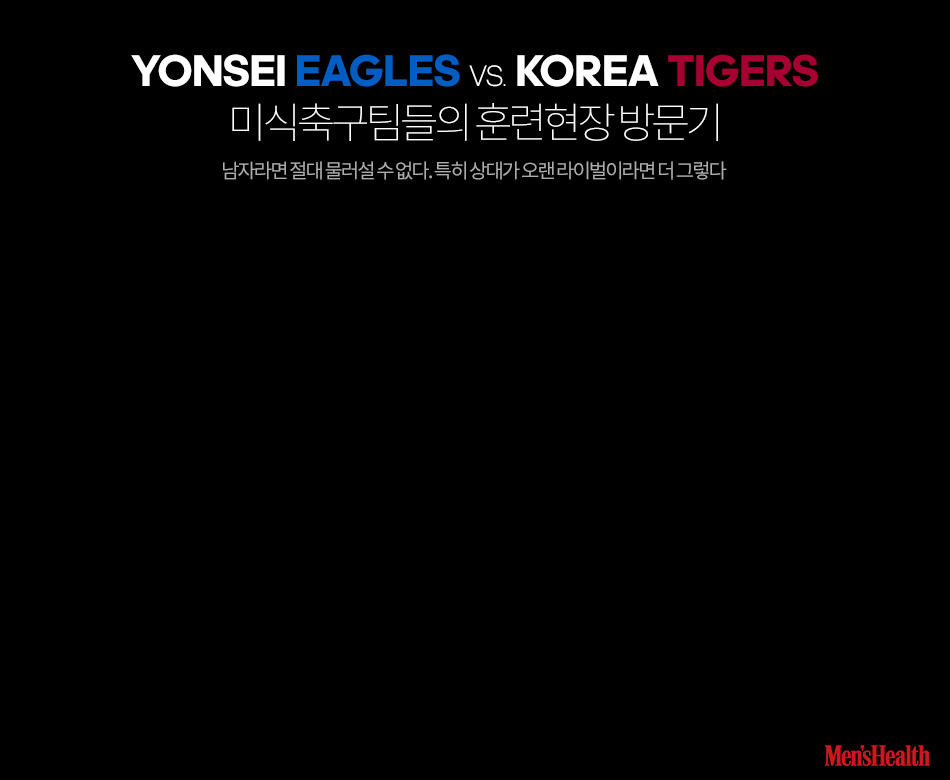 YONSEI EAGLES VS. KOREA TIGERS
미식축구팀들의 훈련현장 방문기
남자라면 절대 물러설 수 없다. 특히 상대가 오랜 라이벌이라면 더 그렇다
Men'sHealth